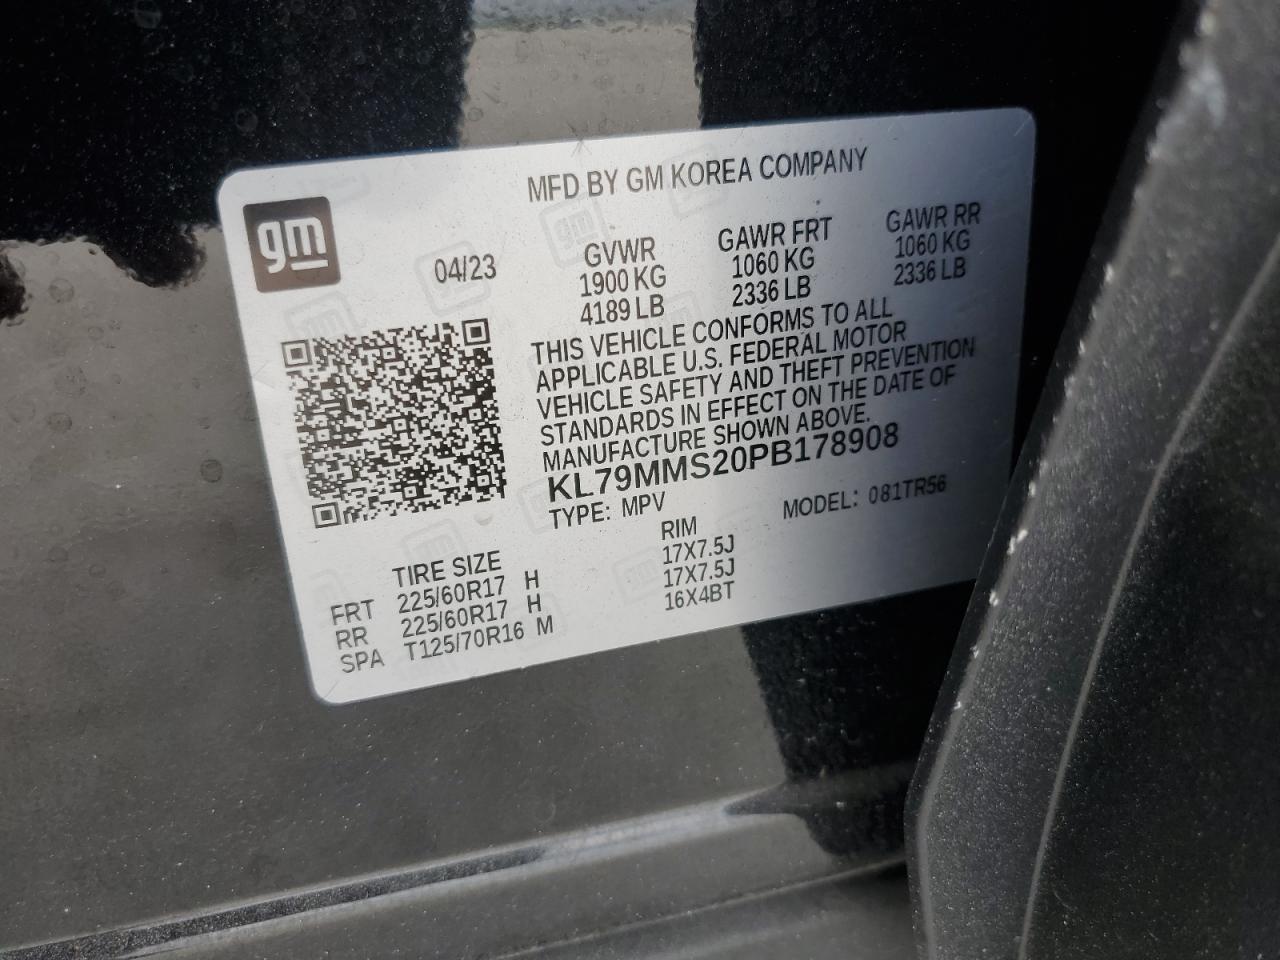 MFD BY GM KOREA COMPANY
gm
04/23
GVWR GAWR FRT GAWR RR
1900 KG 1060 KG 1060 KG
4189 LB 2336 LB 2336 LB
THIS VEHICLE CONFORMS TO ALL
APPLICABLE U.S. FEDERAL MOTOR
VEHICLE SAFETY AND THEFT PREVENTION
STANDARDS IN EFFECT ON THE DATE OF
MANUFACTURE SHOWN ABOVE.
KL79MMS20PB178908
TYPE: MPV MODEL: 081TR56
TIRE SIZE RIM
FRT 225/60R17 H 17X7.5J
RR 225/60R17 H 17X7.5J
SPA T125/70R16 M 16X4BT